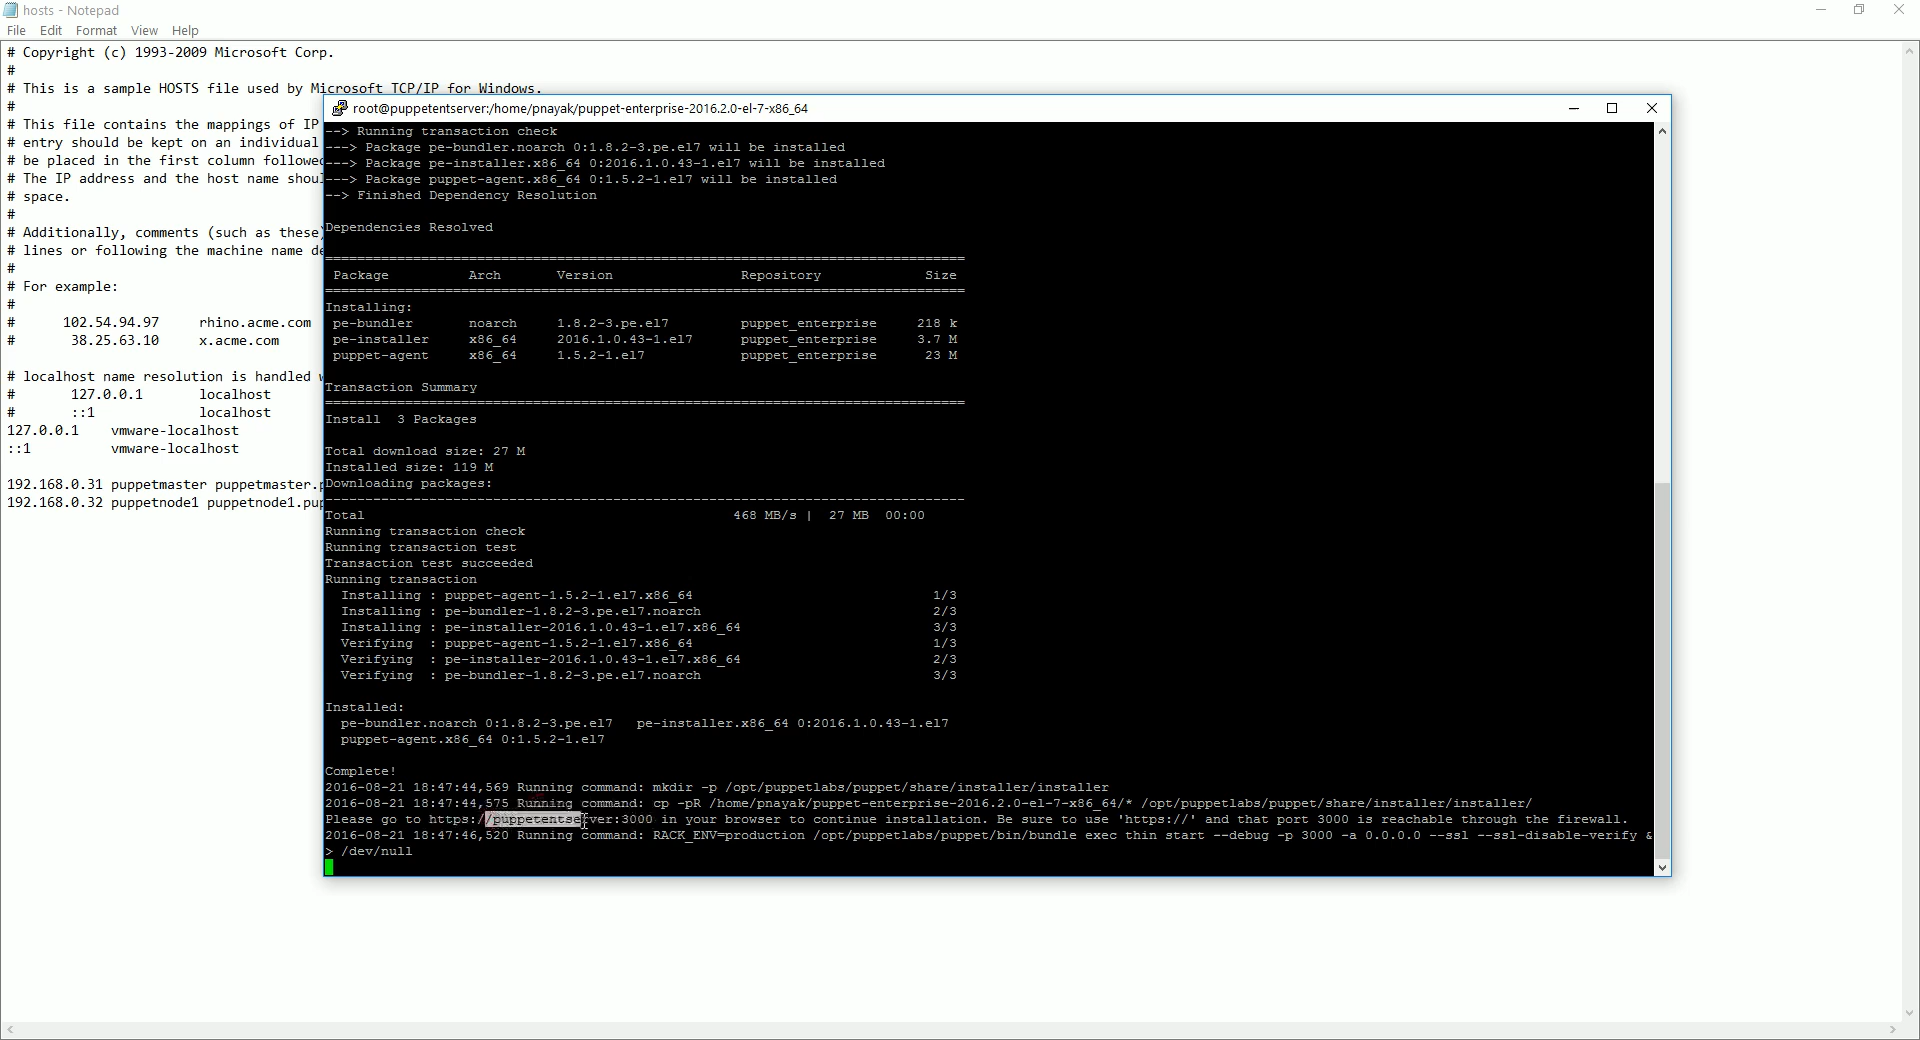 hosts - Notepad
File Edit Format View Help
# Copyright (c) 1993-2009 Microsoft Corp.
#
# This is a sample HOSTS file used by Microsoft TCP/IP for Windows.
#
# This file contains the mappings of IP
# entry should be kept on an individual
# be placed in the first column followed
# The IP address and the host name shoul
# space.
#
# Additionally, comments (such as these)
# lines or following the machine name de
#
# For example:
#
# 102.54.94.97 rhino.acme.com
# 38.25.63.10 x.acme.com
# localhost name resolution is handled w
# 127.0.0.1 localhost
# ::1 localhost
127.0.0.1 vmware-localhost
::1 vmware-localhost
192.168.0.31 puppetmaster puppetmaster.p
192.168.0.32 puppetnode1 puppetnode1.pup
root@puppetentserver:/home/pnayak/puppet-enterprise-2016.2.0-el-7-x86_64
--> Running transaction check
---> Package pe-bundler.noarch 0:1.8.2-3.pe.el7 will be installed
---> Package pe-installer.x86_64 0:2016.1.0.43-1.el7 will be installed
---> Package puppet-agent.x86_64 0:1.5.2-1.el7 will be installed
--> Finished Dependency Resolution
Dependencies Resolved
Package Arch Version Repository Size
Installing:
pe-bundler noarch 1.8.2-3.pe.el7 puppet_enterprise 218 k
pe-installer x86_64 2016.1.0.43-1.el7 puppet_enterprise 3.7 M
puppet-agent x86_64 1.5.2-1.el7 puppet_enterprise 23 M
Transaction Summary
Install 3 Packages
Total download size: 27 M
Installed size: 119 M
Downloading packages:
Total 468 MB/s | 27 MB 00:00
Running transaction check
Running transaction test
Transaction test succeeded
Running transaction
Installing : puppet-agent-1.5.2-1.el7.x86_64 1/3
Installing : pe-bundler-1.8.2-3.pe.el7.noarch 2/3
Installing : pe-installer-2016.1.0.43-1.el7.x86_64 3/3
Verifying : puppet-agent-1.5.2-1.el7.x86_64 1/3
Verifying : pe-installer-2016.1.0.43-1.el7.x86_64 2/3
Verifying : pe-bundler-1.8.2-3.pe.el7.noarch 3/3
Installed:
pe-bundler.noarch 0:1.8.2-3.pe.el7 pe-installer.x86_64 0:2016.1.0.43-1.el7
puppet-agent.x86_64 0:1.5.2-1.el7
Complete!
2016-08-21 18:47:44,569 Running command: mkdir -p /opt/puppetlabs/puppet/share/installer/installer
2016-08-21 18:47:44,575 Running command: cp -pR /home/pnayak/puppet-enterprise-2016.2.0-el-7-x86_64/* /opt/puppetlabs/puppet/share/installer/installer/
Please go to https://puppetentserver:3000 in your browser to continue installation. Be sure to use 'https://' and that port 3000 is reachable through the firewall.
2016-08-21 18:47:46,520 Running command: RACK_ENV=production /opt/puppetlabs/puppet/bin/bundle exec thin start --debug -p 3000 -a 0.0.0.0 --ssl --ssl-disable-verify &
> /dev/null